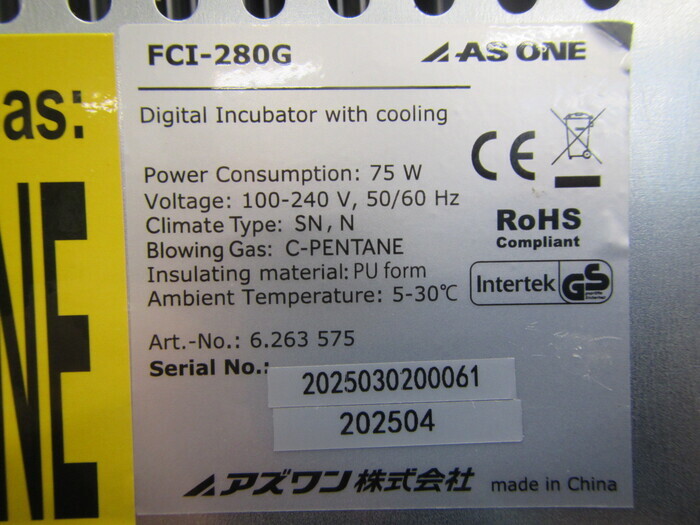 FCI-280G
AS ONE
Digital Incubator with cooling
Power Consumption: 75 W
Voltage: 100-240 V, 50/60 Hz
Climate Type: SN, N
Blowing Gas: C-PENTANE
Insulating material: PU form
Ambient Temperature: 5-30℃
CE
RoHS
Compliant
Intertek
GS
Art.-No.: 6.263 575
Serial No.:
2025030200061
202504
アズワン株式会社
made in China
as:
NE